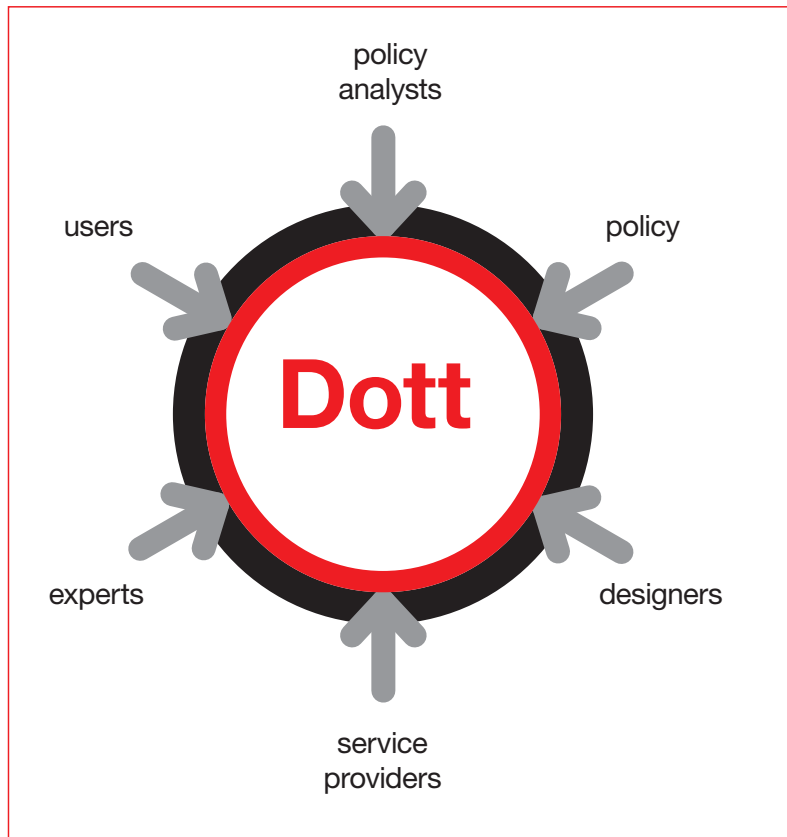 policy
analysts
users
policy
Dott
experts
designers
service
providers